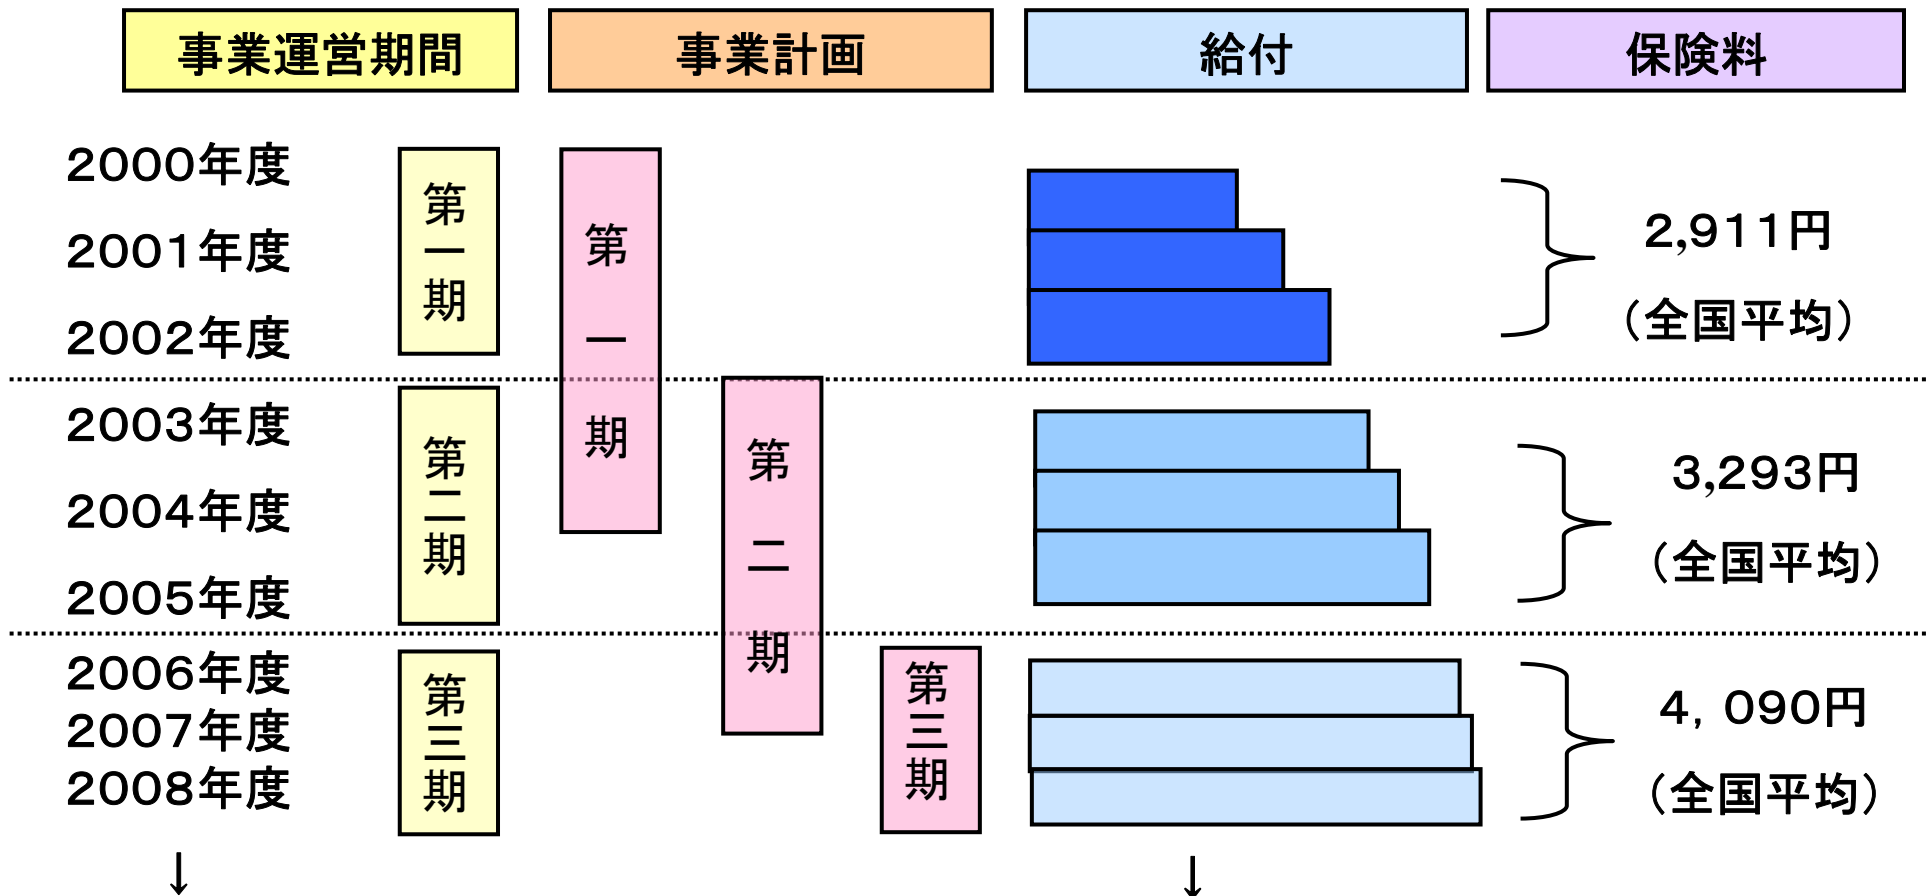 事業運営期間
事業計画
給付
保険料
２０００年度
２００１年度
２００２年度
第一期
第一期
２,９１１円
（全国平均）
２００３年度
２００４年度
２００５年度
第二期
第二期
３,２９３円
（全国平均）
２００６年度
２００７年度
２００８年度
第三期
第三期
４，０９０円
（全国平均）
↓
↓